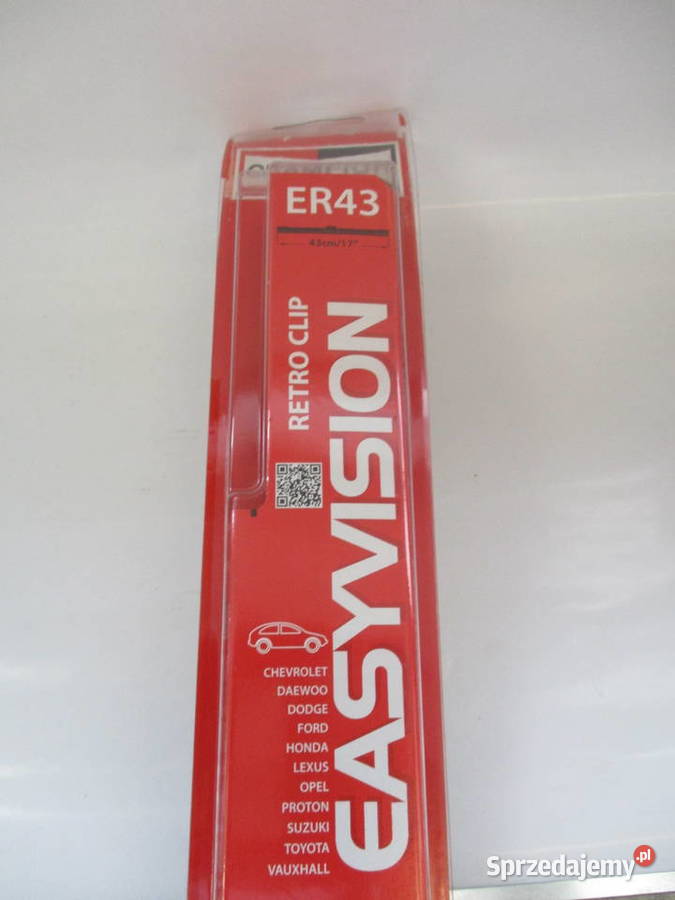 CHAMPION
ER43
43cm/17"
RETRO CLIP
EASYVISION
CHEVROLET
DAEWOO
DODGE
FORD
HONDA
LEXUS
OPEL
PROTON
SUZUKI
TOYOTA
VAUXHALL
Sprzedajemy.pl